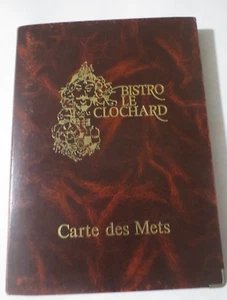 BISTRO
LE
CLOCHARD
Carte des Mets